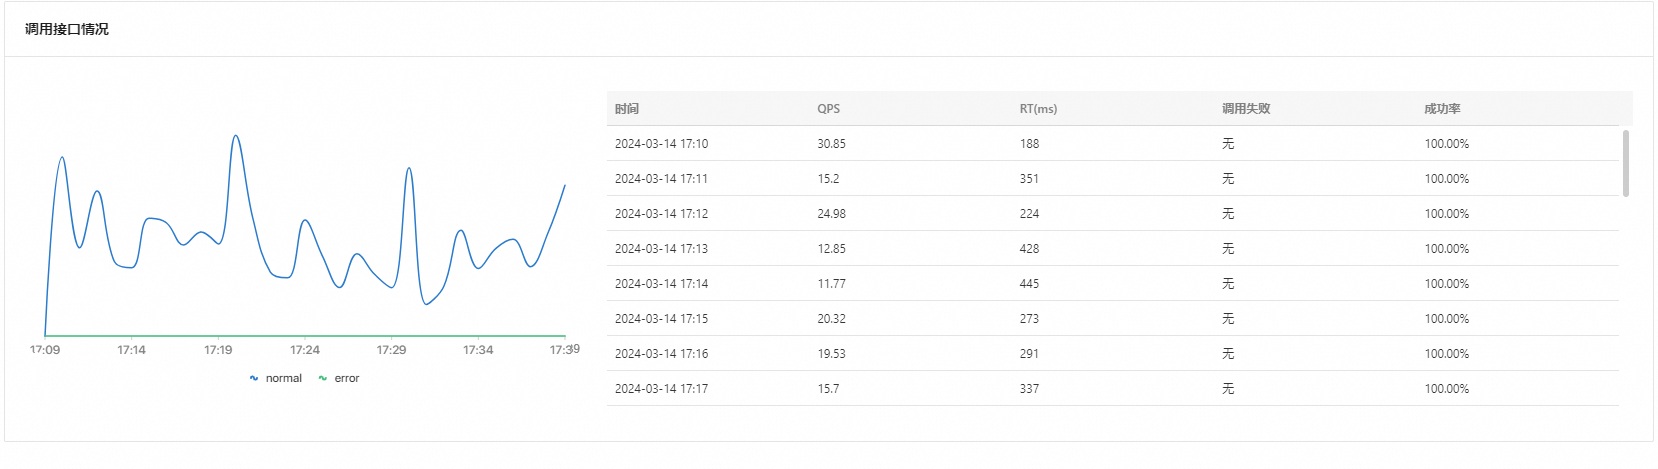 调用接口情况
时间 QPS RT(ms) 调用失败 成功率
2024-03-14 17:10 30.85 188 无 100.00%
2024-03-14 17:11 15.2 351 无 100.00%
2024-03-14 17:12 24.98 224 无 100.00%
2024-03-14 17:13 12.85 428 无 100.00%
2024-03-14 17:14 11.77 445 无 100.00%
2024-03-14 17:15 20.32 273 无 100.00%
2024-03-14 17:16 19.53 291 无 100.00%
2024-03-14 17:17 15.7 337 无 100.00%
17:09 17:14 17:19 17:24 17:29 17:34 17:39
normal error